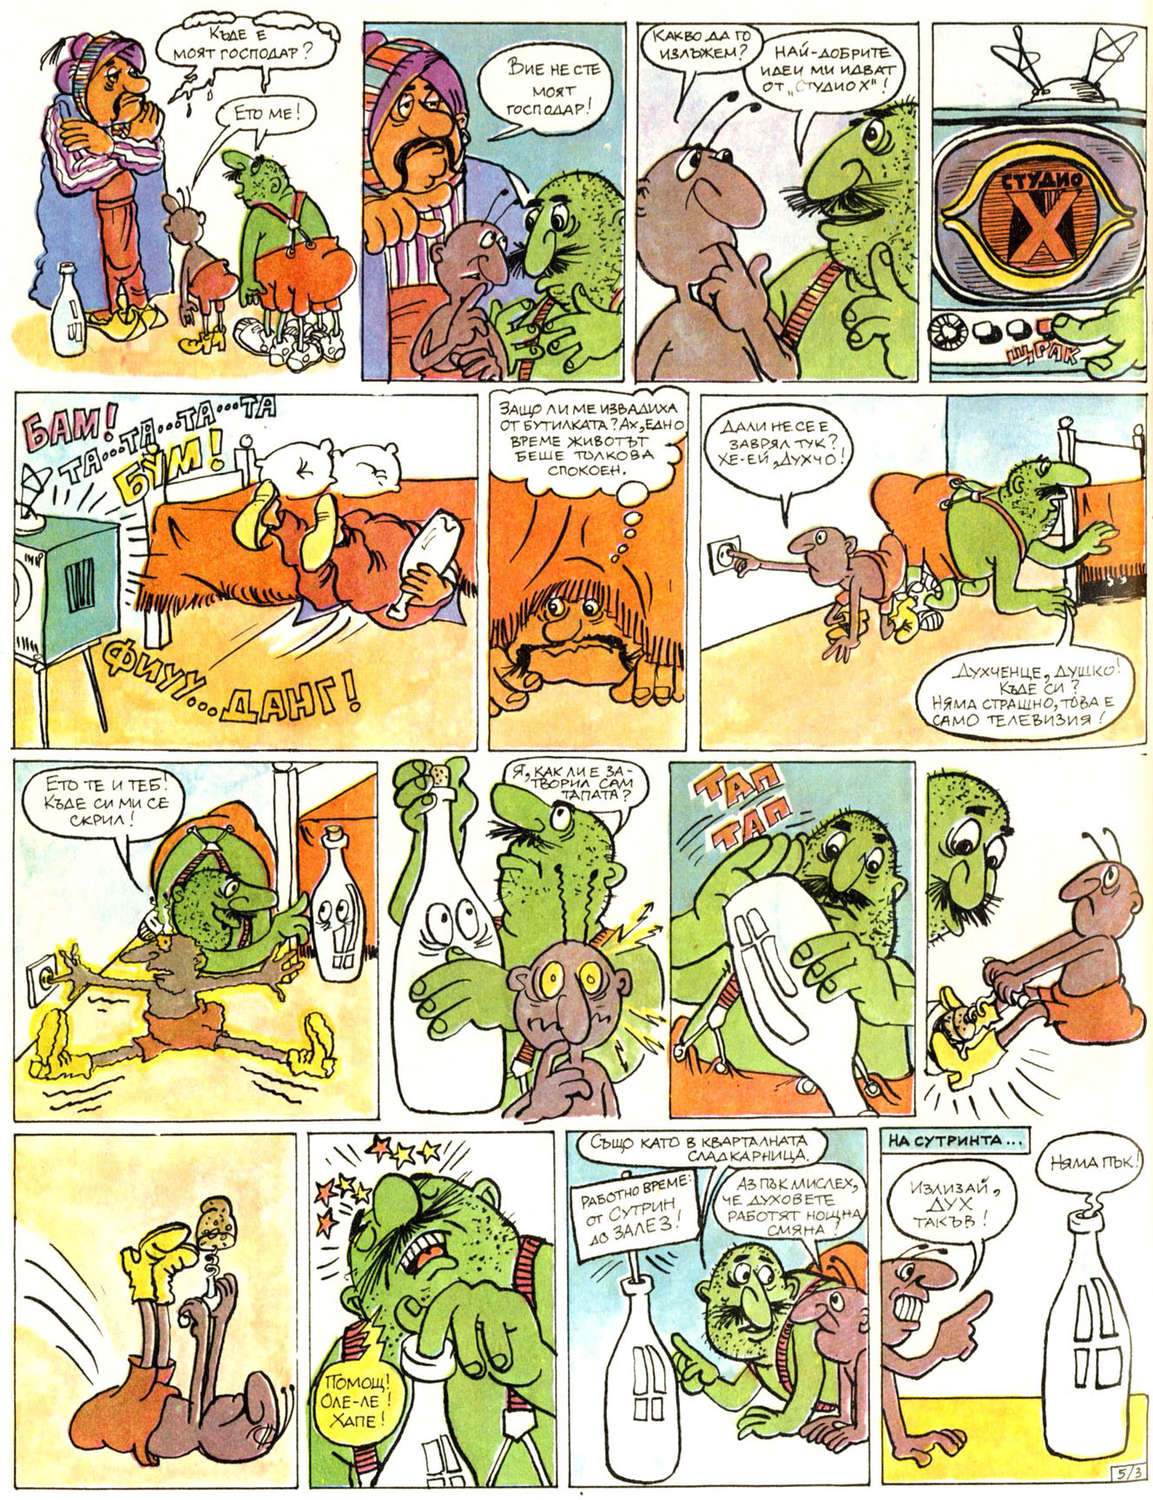 КЪДЕ Е
МОЯТ ГОСПОДАР?
ЕТО МЕ!
ВИЕ НЕ СТЕ
МОЯТ
ГОСПОДАР!
КАКВО ДА ГО
ИЗЛЪЖЕМ?
НАЙ-ДОБРИТЕ
ИДЕИ МИ ИДВАТ
ОТ „СТУДИО X"!
СТУДИО
X
ЩРАК
БАМ!
ТА...ТА...ТА...ТА
БУМ!
ФИУУ...ДАНГ!
ЗАЩО ЛИ МЕ ИЗВАДИХА
ОТ БУТИЛКАТА? АХ, ЕДНО
ВРЕМЕ ЖИВОТЪТ
БЕШЕ ТОЛКОВА
СПОКОЕН.
ДАЛИ НЕ СЕ Е
ЗАВРЯЛ ТУК?
ХЕ-ЕЙ, ДУХЧО!
ДУХЧЕНЦЕ, ДУШКО!
КЪДЕ СИ?
НЯМА СТРАШНО, ТОВА Е
САМО ТЕЛЕВИЗИЯ!
ЕТО ТЕ И ТЕБ!
КЪДЕ СИ МИ СЕ
СКРИЛ!
Я, КАК ЛИ Е ЗА-
ТВОРИЛ САМ
ТАПАТА?
ТАП
ТАП
ПОМОЩ!
ОЛЕ-ЛЕ!
ХАПЕ!
СЪЩО КАТО В КВАРТАЛНАТА
СЛАДКАРНИЦА.
РАБОТНО ВРЕМЕ:
ОТ СУТРИН
ДО ЗАЛЕЗ!
АЗ ПЪК МИСЛЕХ,
ЧЕ ДУХОВЕТЕ
РАБОТЯТ НОЩНА
СМЯНА!
НА СУТРИНТА...
ИЗЛИЗАЙ,
ДУХ
ТАКЪВ!
НЯМА ПЪК!
5/3